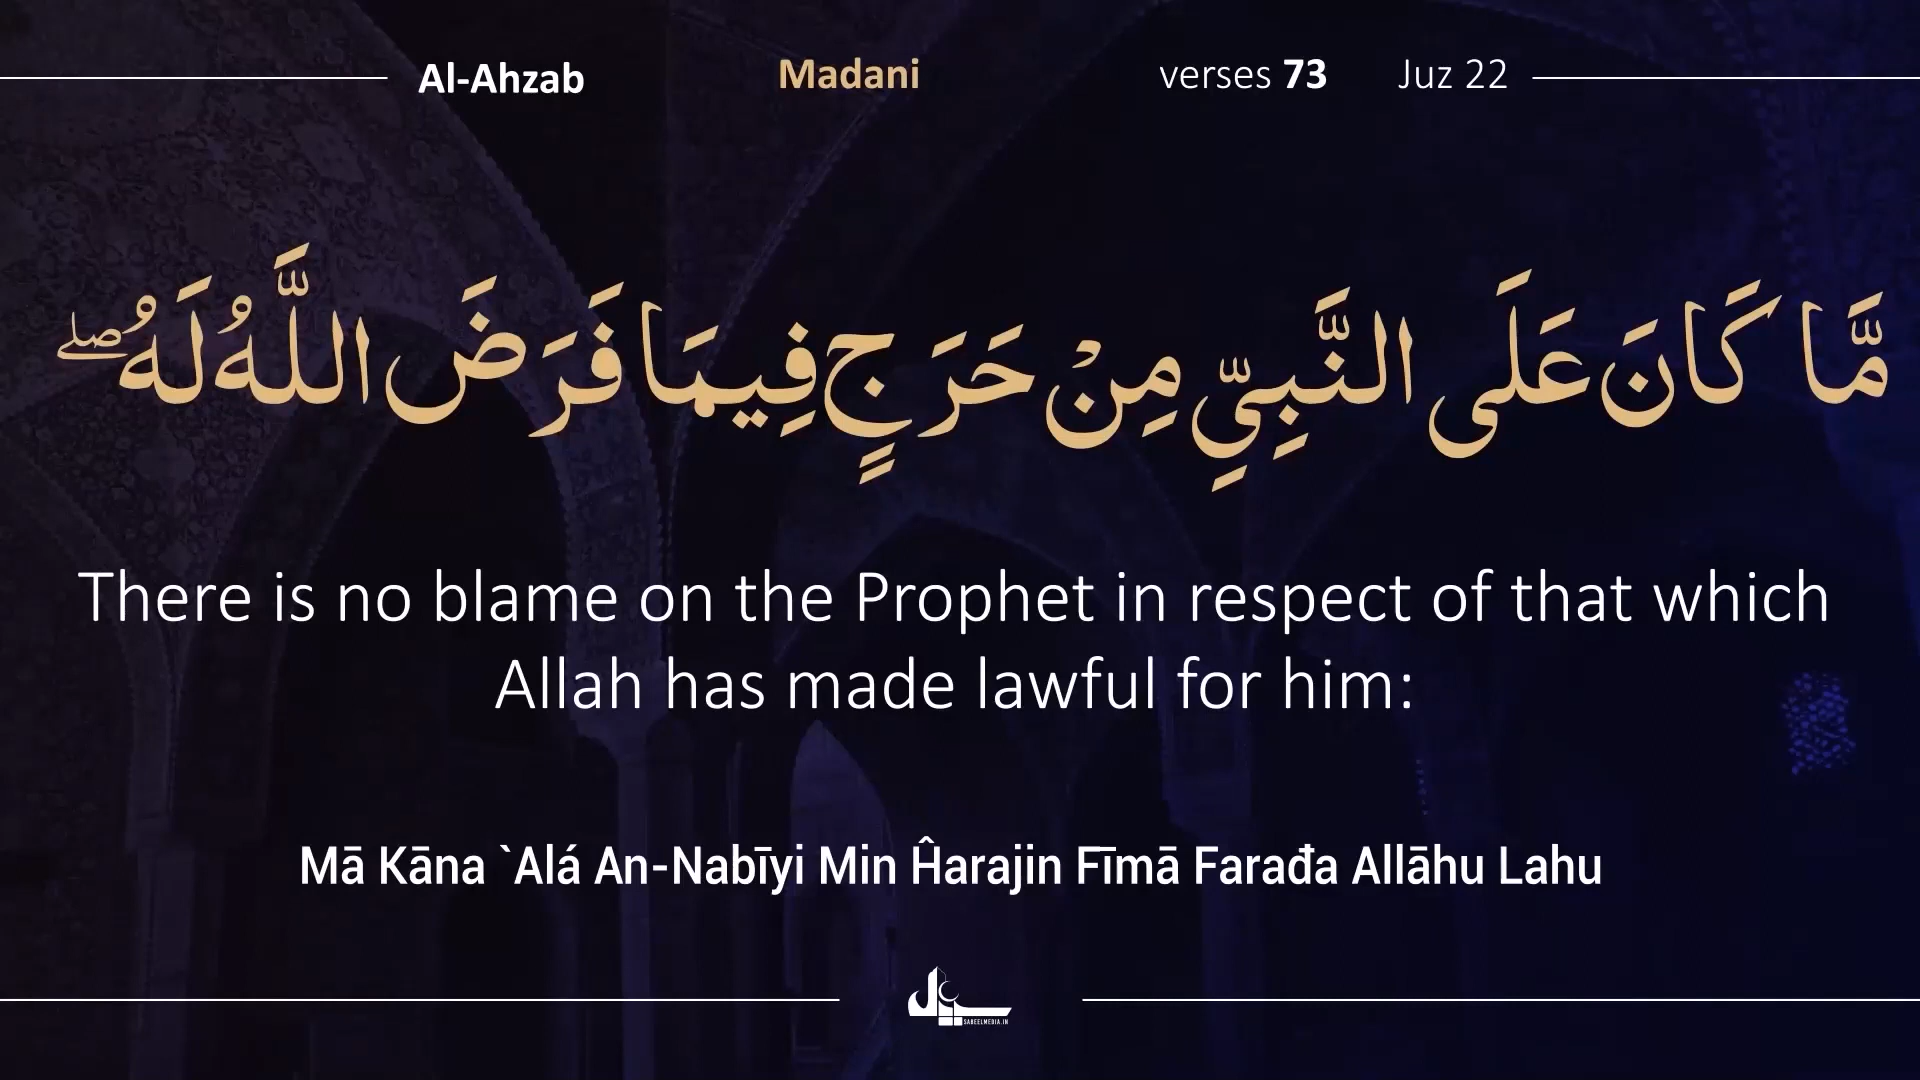 Al-Ahzab Madani verses 73 Juz 22
مَّا كَانَ عَلَى النَّبِيِّ مِنْ حَرَجٍ فِيمَا فَرَضَ اللَّهُ لَهُ ۖ
There is no blame on the Prophet in respect of that which
Allah has made lawful for him:
Mā Kāna `Alá An-Nabīyi Min Ĥarajin Fīmā Farađa Allāhu Lahu
SABEELMEDIA.IN